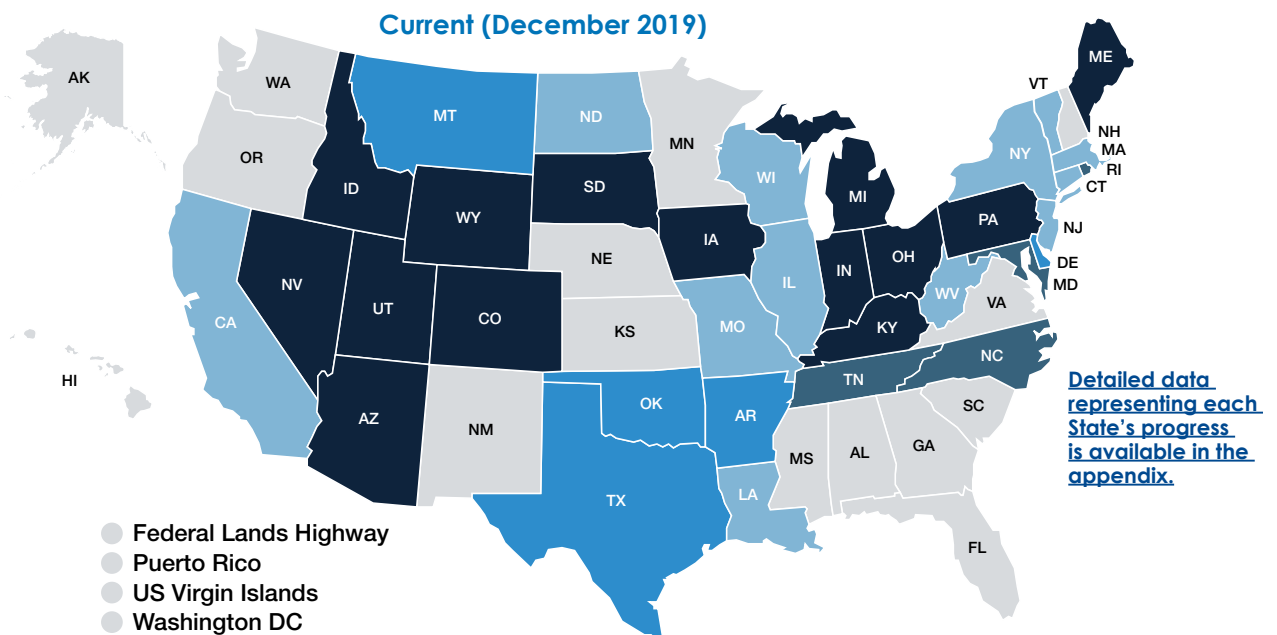 Current (December 2019)
AK
WA
MT
ND
MN
ME
VT
NH
MA
RI
CT
NY
OR
ID
SD
WI
MI
WY
IA
PA
NJ
NE
OH
IN
IL
DE
MD
NV
UT
CO
CA
KS
MO
KY
WV
VA
HI
AZ
NM
OK
AR
TN
NC
SC
MS
AL
GA
TX
LA
FL
Detailed data
representing each
State's progress
is available in the
appendix.
Federal Lands Highway
Puerto Rico
US Virgin Islands
Washington DC